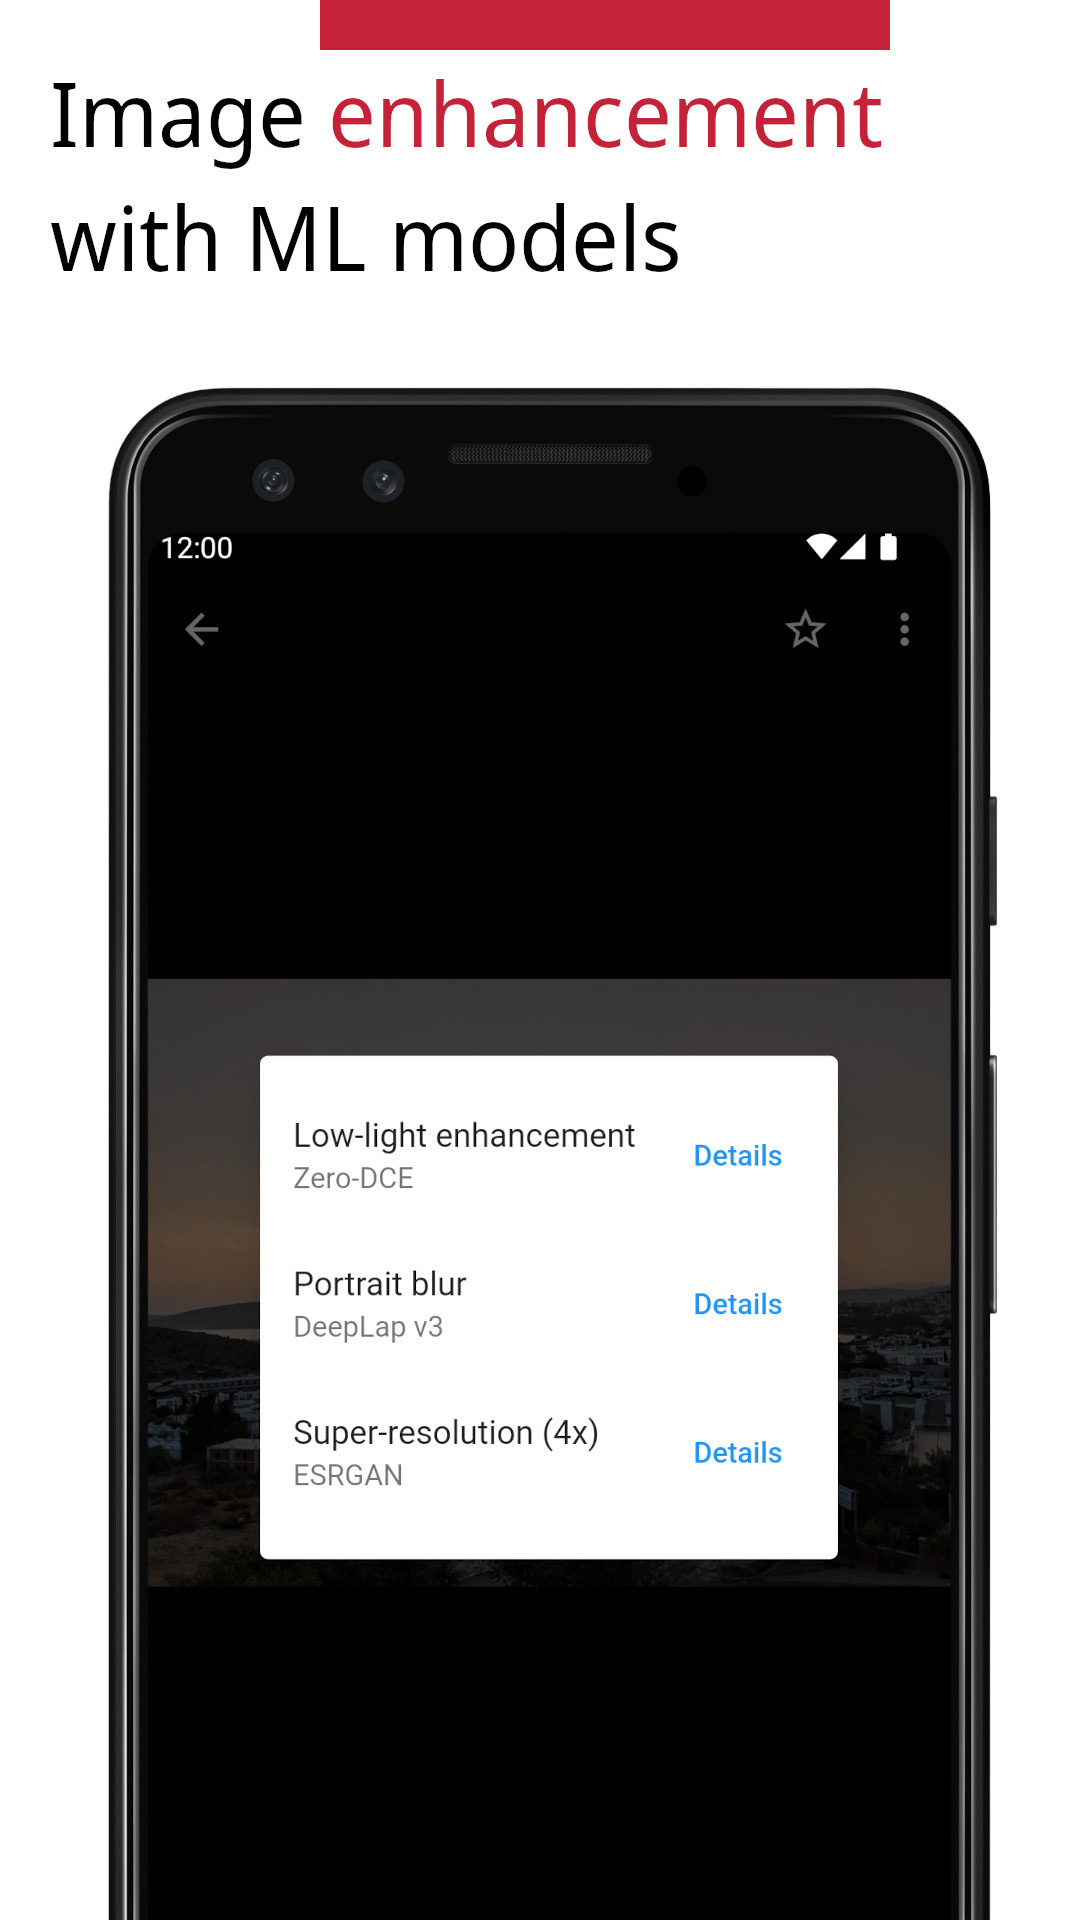 Image enhancement
with ML models
12:00
Low-light enhancement
Zero-DCE
Details
Portrait blur
DeepLap v3
Details
Super-resolution (4x)
ESRGAN
Details